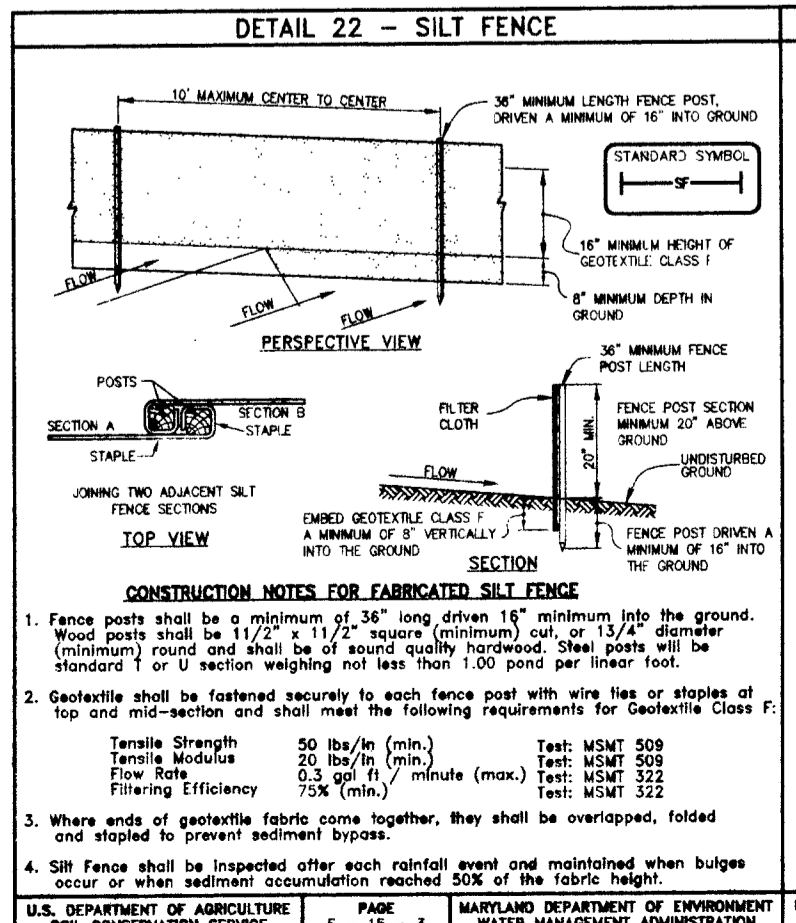 DETAIL 22 - SILT FENCE
10' MAXIMUM CENTER TO CENTER
36" MINIMUM LENGTH FENCE POST,
DRIVEN A MINIMUM OF 16" INTO GROUND
STANDARD SYMBOL
SF
16" MINIMUM HEIGHT OF
GEOTEXTILE CLASS F
8" MINIMUM DEPTH IN
GROUND
FLOW
FLOW
FLOW
PERSPECTIVE VIEW
POSTS
SECTION A
SECTION B
STAPLE
STAPLE
JOINING TWO ADJACENT SILT
FENCE SECTIONS
TOP VIEW
36" MINIMUM FENCE
POST LENGTH
FILTER
CLOTH
20" MIN.
FENCE POST SECTION
MINIMUM 20" ABOVE
GROUND
UNDISTURBED
GROUND
FLOW
EMBED GEOTEXTILE CLASS F
A MINIMUM OF 8" VERTICALLY
INTO THE GROUND
FENCE POST DRIVEN A
MINIMUM OF 16" INTO
THE GROUND
SECTION
CONSTRUCTION NOTES FOR FABRICATED SILT FENCE
1. Fence posts shall be a minimum of 36" long driven 16" minimum into the ground.
Wood posts shall be 11/2" x 11/2" square (minimum) cut, or 13/4" diameter
(minimum) round and shall be of sound quality hardwood. Steel posts will be
standard T or U section weighing not less than 1.00 pond per linear foot.
2. Geotextile shall be fastened securely to each fence post with wire ties or staples at
top and mid-section and shall meet the following requirements for Geotextile Class F:
Tensile Strength 50 lbs/in (min.) Test: MSMT 509
Tensile Modulus 20 lbs/in (min.) Test: MSMT 509
Flow Rate 0.3 gal ft / minute (max.) Test: MSMT 322
Filtering Efficiency 75% (min.) Test: MSMT 322
3. Where ends of geotextile fabric come together, they shall be overlapped, folded
and stapled to prevent sediment bypass.
4. Silt Fence shall be inspected after each rainfall event and maintained when bulges
occur or when sediment accumulation reached 50% of the fabric height.
U.S. DEPARTMENT OF AGRICULTURE
SOIL CONSERVATION SERVICE
PAGE
E - 15 - 3
MARYLAND DEPARTMENT OF ENVIRONMENT
WATER MANAGEMENT ADMINISTRATION